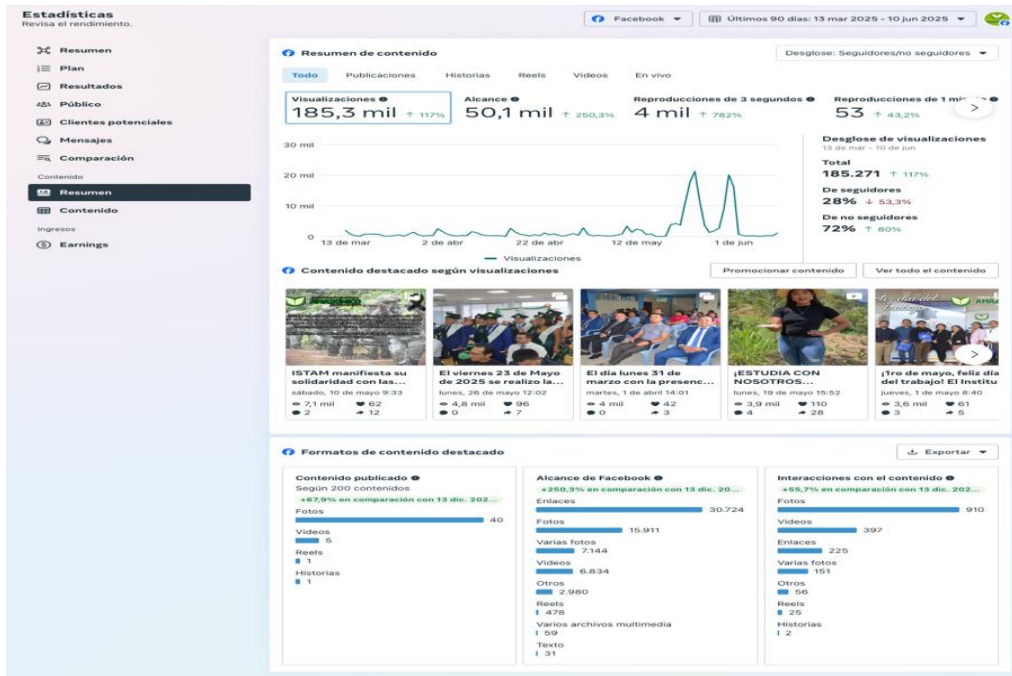 Estadísticas
Revisa el rendimiento.
Facebook
Últimos 90 días: 13 mar 2025 - 10 jun 2025
Resumen
Plan
Resultados
Público
Clientes potenciales
Mensajes
Comparación
Contenido
Resumen
Contenido
Ingresos
Earnings
Resumen de contenido
Desglose: Seguidores/no seguidores
Todo Publicaciones Historias Reels Videos En vivo
Visualizaciones Alcance Reproducciones de 3 segundos Reproducciones de 1
185,3 mil ↑ 117% 50,1 mil ↑ 250,3% 4 mil ↑ 782% 53 ↑ 43,2%
30 mil
20 mil
10 mil
0
13 de mar 2 de abr 22 de abr 12 de may 1 de jun
Visualizaciones
Desglose de visualizaciones
13 de mar - 10 de jun
Total
185.271 ↑ 117%
De seguidores
28% ↓ 53,3%
De no seguidores
72% ↑ 80%
Contenido destacado según visualizaciones
Promocionar contenido
Ver todo el contenido
ISTAM manifiesta su
solidaridad con las...
sábado, 10 de mayo 9:33
7,1 mil 62
2 12
El viernes 23 de Mayo
de 2025 se realizo la...
lunes, 26 de mayo 12:02
4,8 mil 96
0 7
El día lunes 31 de
marzo con la presenc...
martes, 1 de abril 14:01
4 mil 42
0 3
¡ESTUDIA CON
NOSOTROS...
lunes, 19 de mayo 15:52
3,9 mil 110
4 28
¡1ro de mayo, feliz día
del trabajo! El Institu
jueves, 1 de mayo 8:40
3,6 mil 61
3 5
Formatos de contenido destacado
Exportar
Contenido publicado
Según 200 contenidos
+67,9% en comparación con 13 dic. 202...
Fotos
40
Videos
5
Reels
1
Historias
1
Alcance de Facebook
+250,3% en comparación con 13 dic. 20...
Enlaces
30.724
Fotos
15.911
Varias fotos
7.144
Videos
6.834
Otros
2.980
Reels
478
Varios archivos multimedia
59
Texto
31
Interacciones con el contenido
+55,7% en comparación con 13 dic. 202...
Fotos
910
Videos
397
Enlaces
225
Varias fotos
151
Otros
56
Reels
25
Historias
2